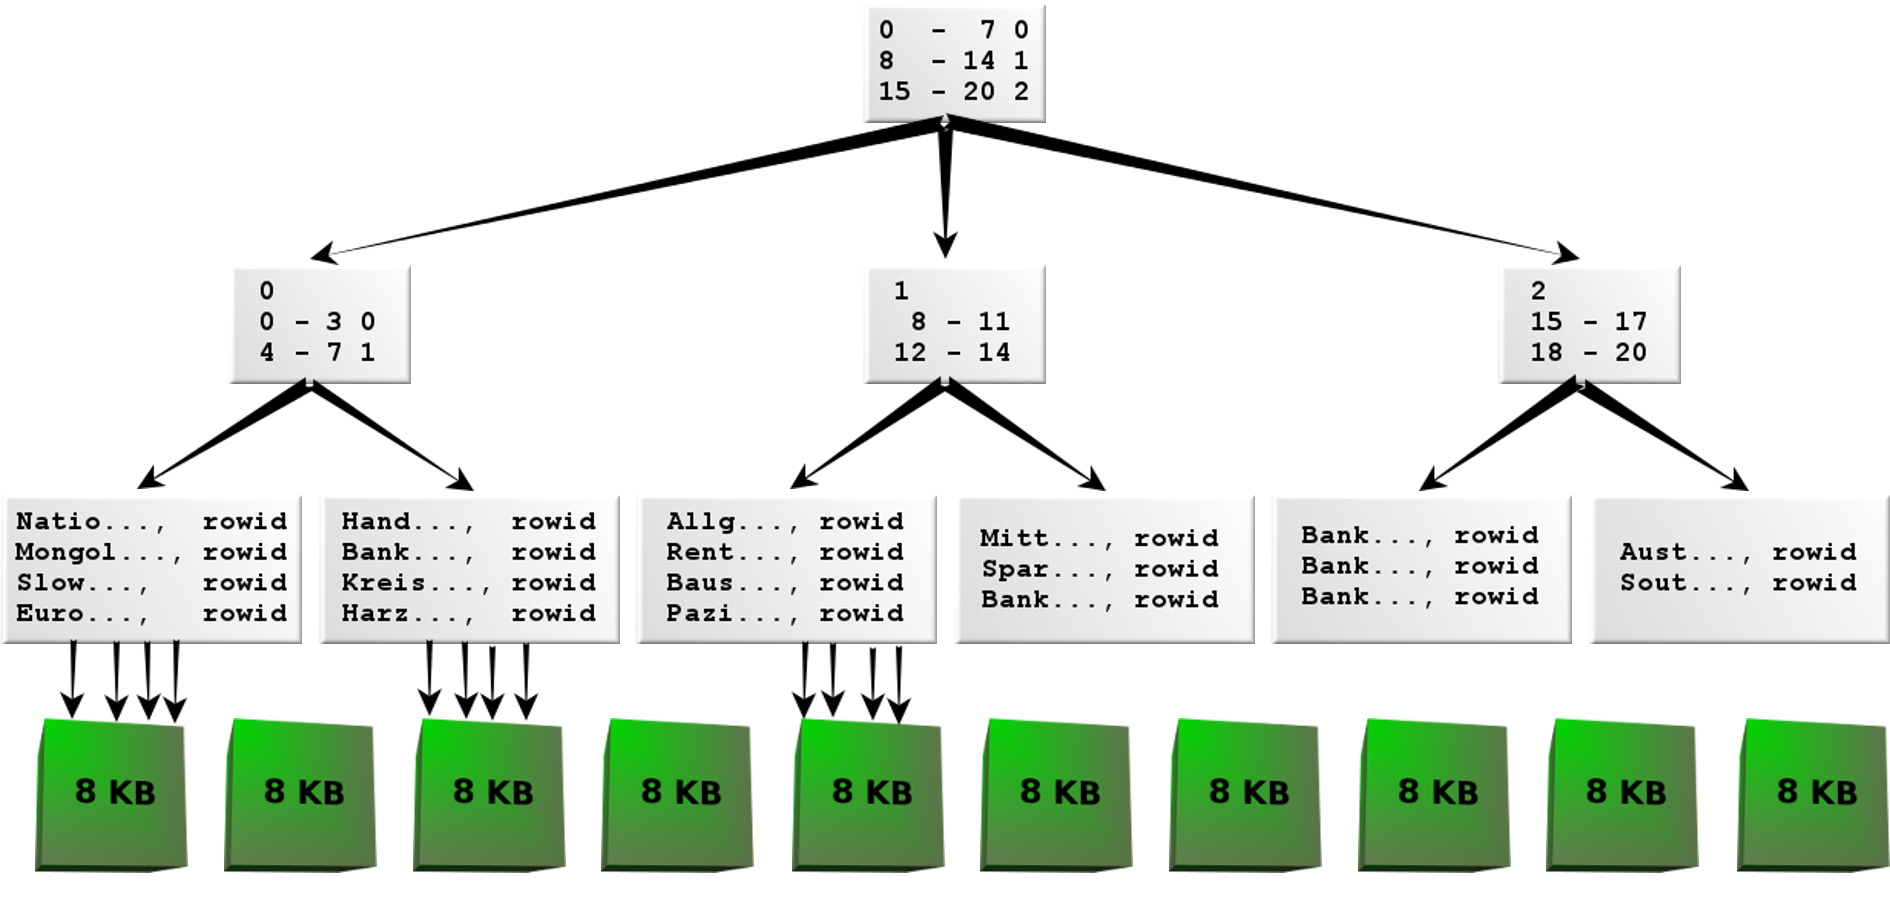 0 - 7 0
8 - 14 1
15 - 20 2
0
0 - 3 0
4 - 7 1
1
8 - 11
12 - 14
2
15 - 17
18 - 20
Natio..., rowid
Mongol..., rowid
Slow..., rowid
Euro..., rowid
Hand..., rowid
Bank..., rowid
Kreis..., rowid
Harz..., rowid
Allg..., rowid
Rent..., rowid
Baus..., rowid
Pazi..., rowid
Mitt..., rowid
Spar..., rowid
Bank..., rowid
Bank..., rowid
Bank..., rowid
Bank..., rowid
Aust..., rowid
Sout..., rowid
8 KB
8 KB
8 KB
8 KB
8 KB
8 KB
8 KB
8 KB
8 KB
8 KB